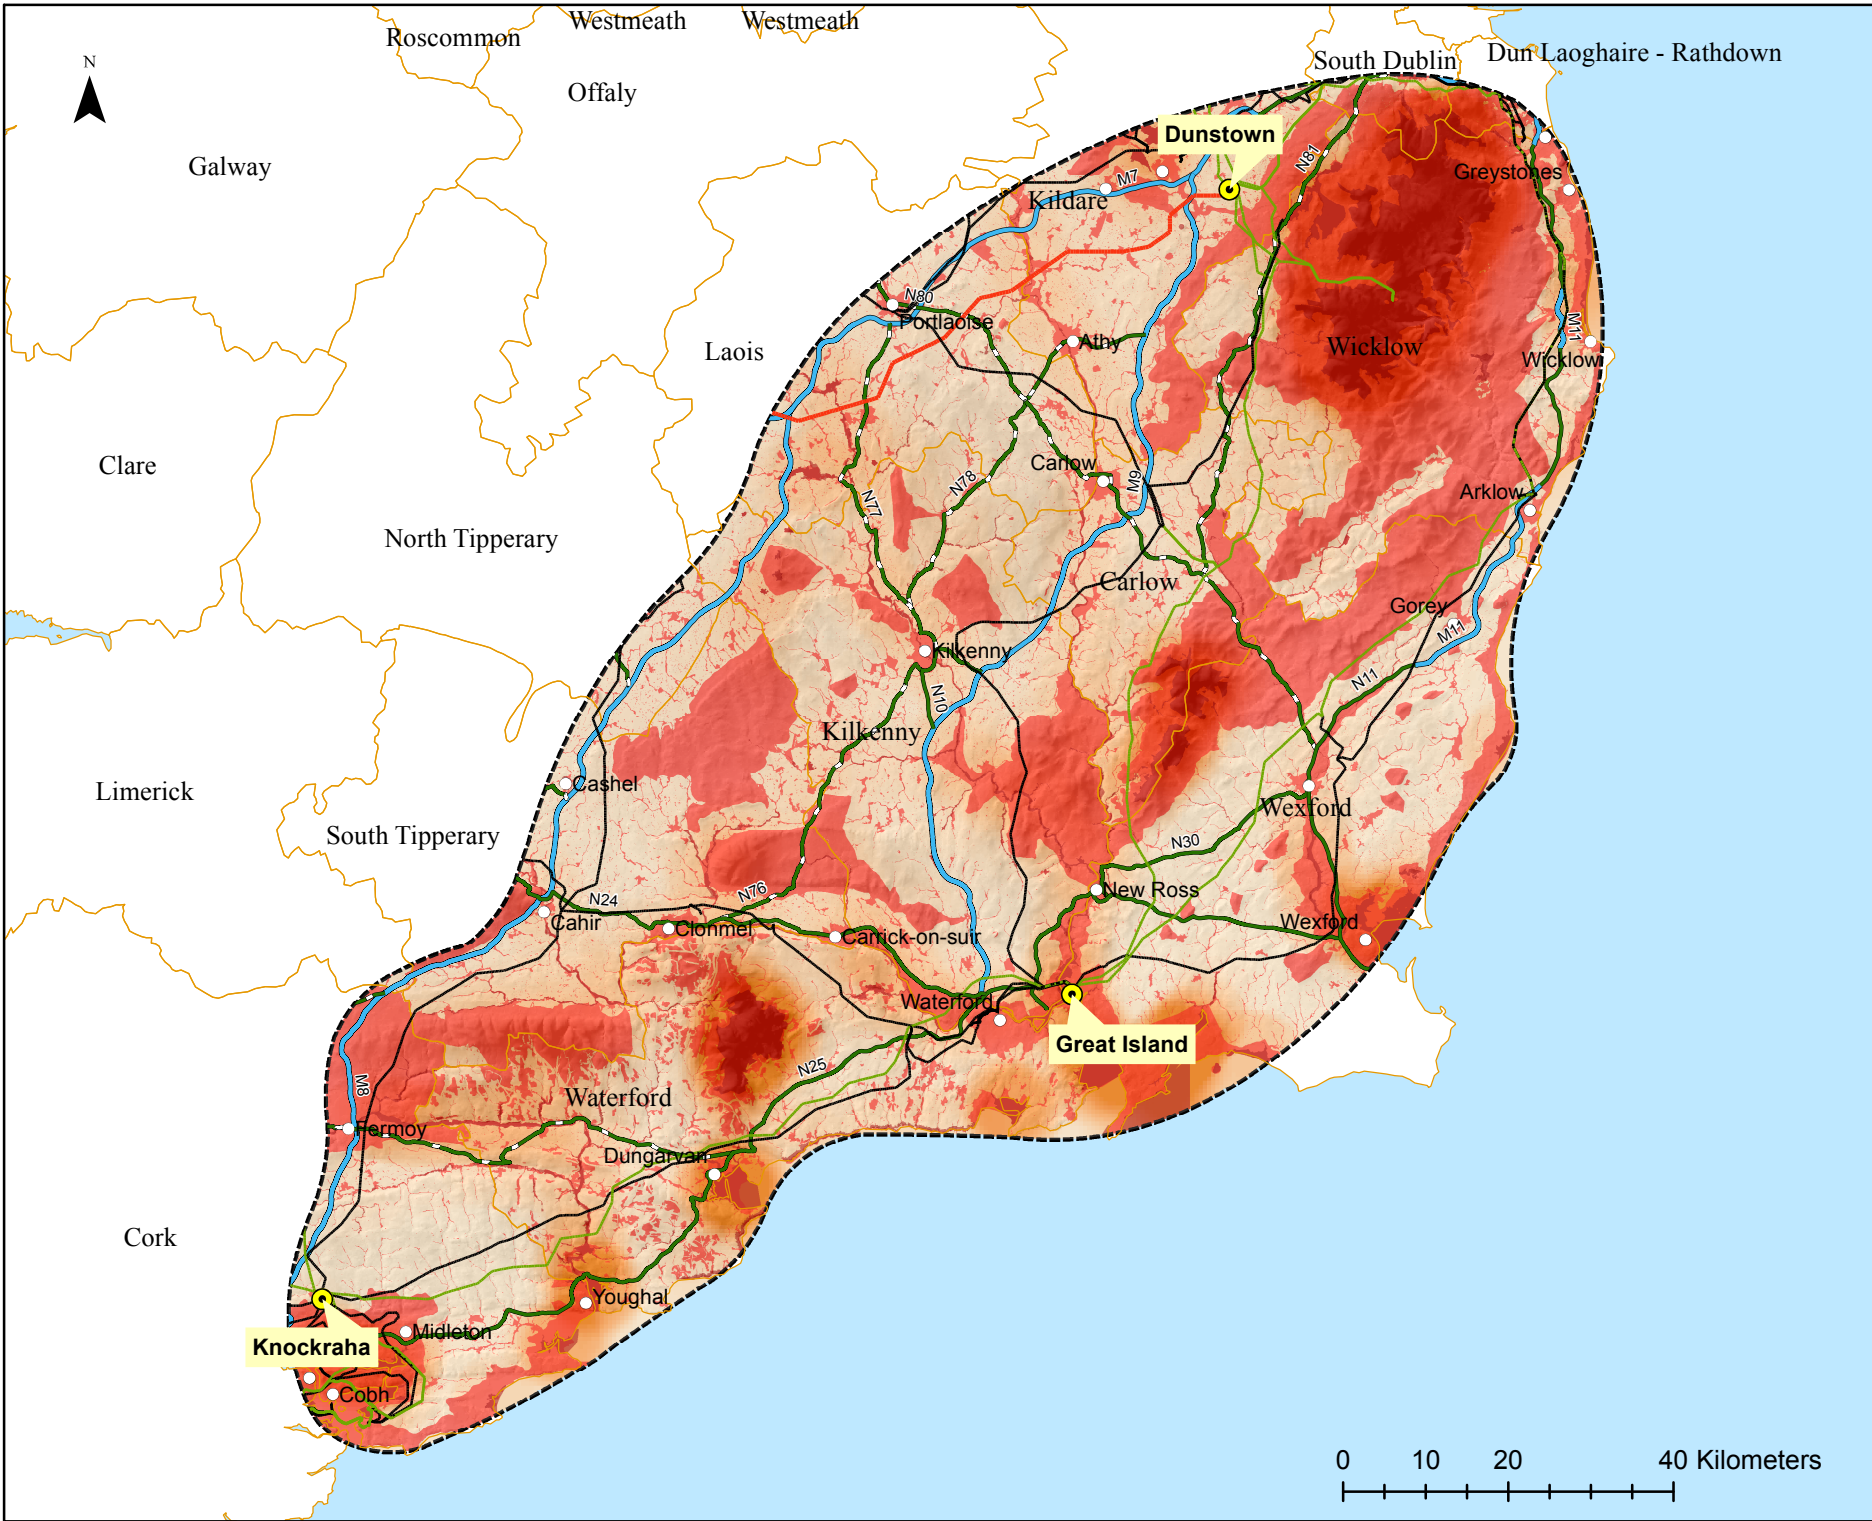 Westmeath
Westmeath
Roscommon
South Dublin
Dun Laoghaire - Rathdown
N
Offaly
Dunstown
Galway
N81
Greystones
M7
Kildare
N80
Portlaoise
M11
Athy
Laois
Wicklow
Wicklow
Clare
Carlow
M9
N78
Arklow
N77
North Tipperary
Carlow
Gorey
M11
Kilkenny
N11
N10
Kilkenny
Cashel
Limerick
Wexford
South Tipperary
N30
N76
New Ross
N24
Cahir
Wexford
Clonmel
Carrick-on-suir
Waterford
Great Island
N25
M8
Waterford
Fermoy
Dungarvan
Cork
Youghal
Midleton
Knockraha
Cobh
0 10 20 40 Kilometers